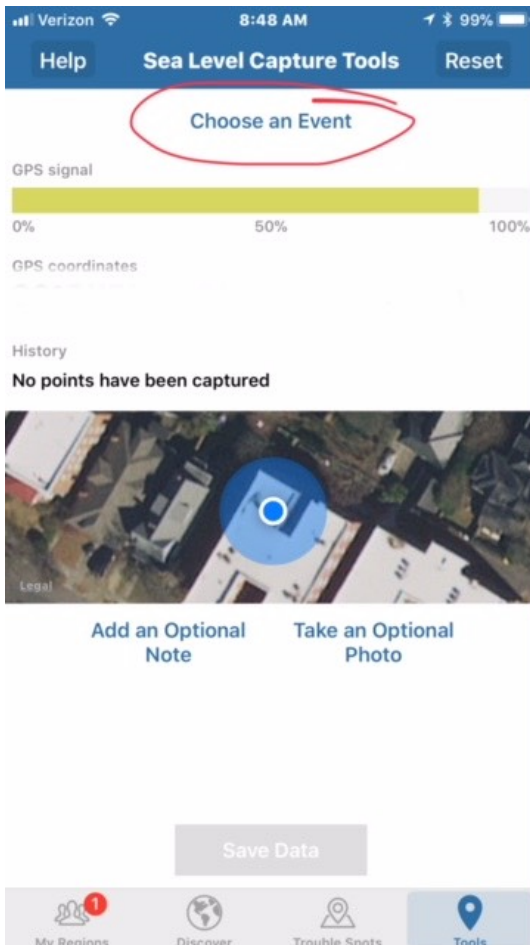 Verizon 8:48 AM 99%
Help Sea Level Capture Tools Reset
Choose an Event
GPS signal
0% 50% 100%
GPS coordinates
History
No points have been captured
Legal
Add an Optional Take an Optional
Note Photo
Save Data
1
My Regions Discover Trouble Spots Tools